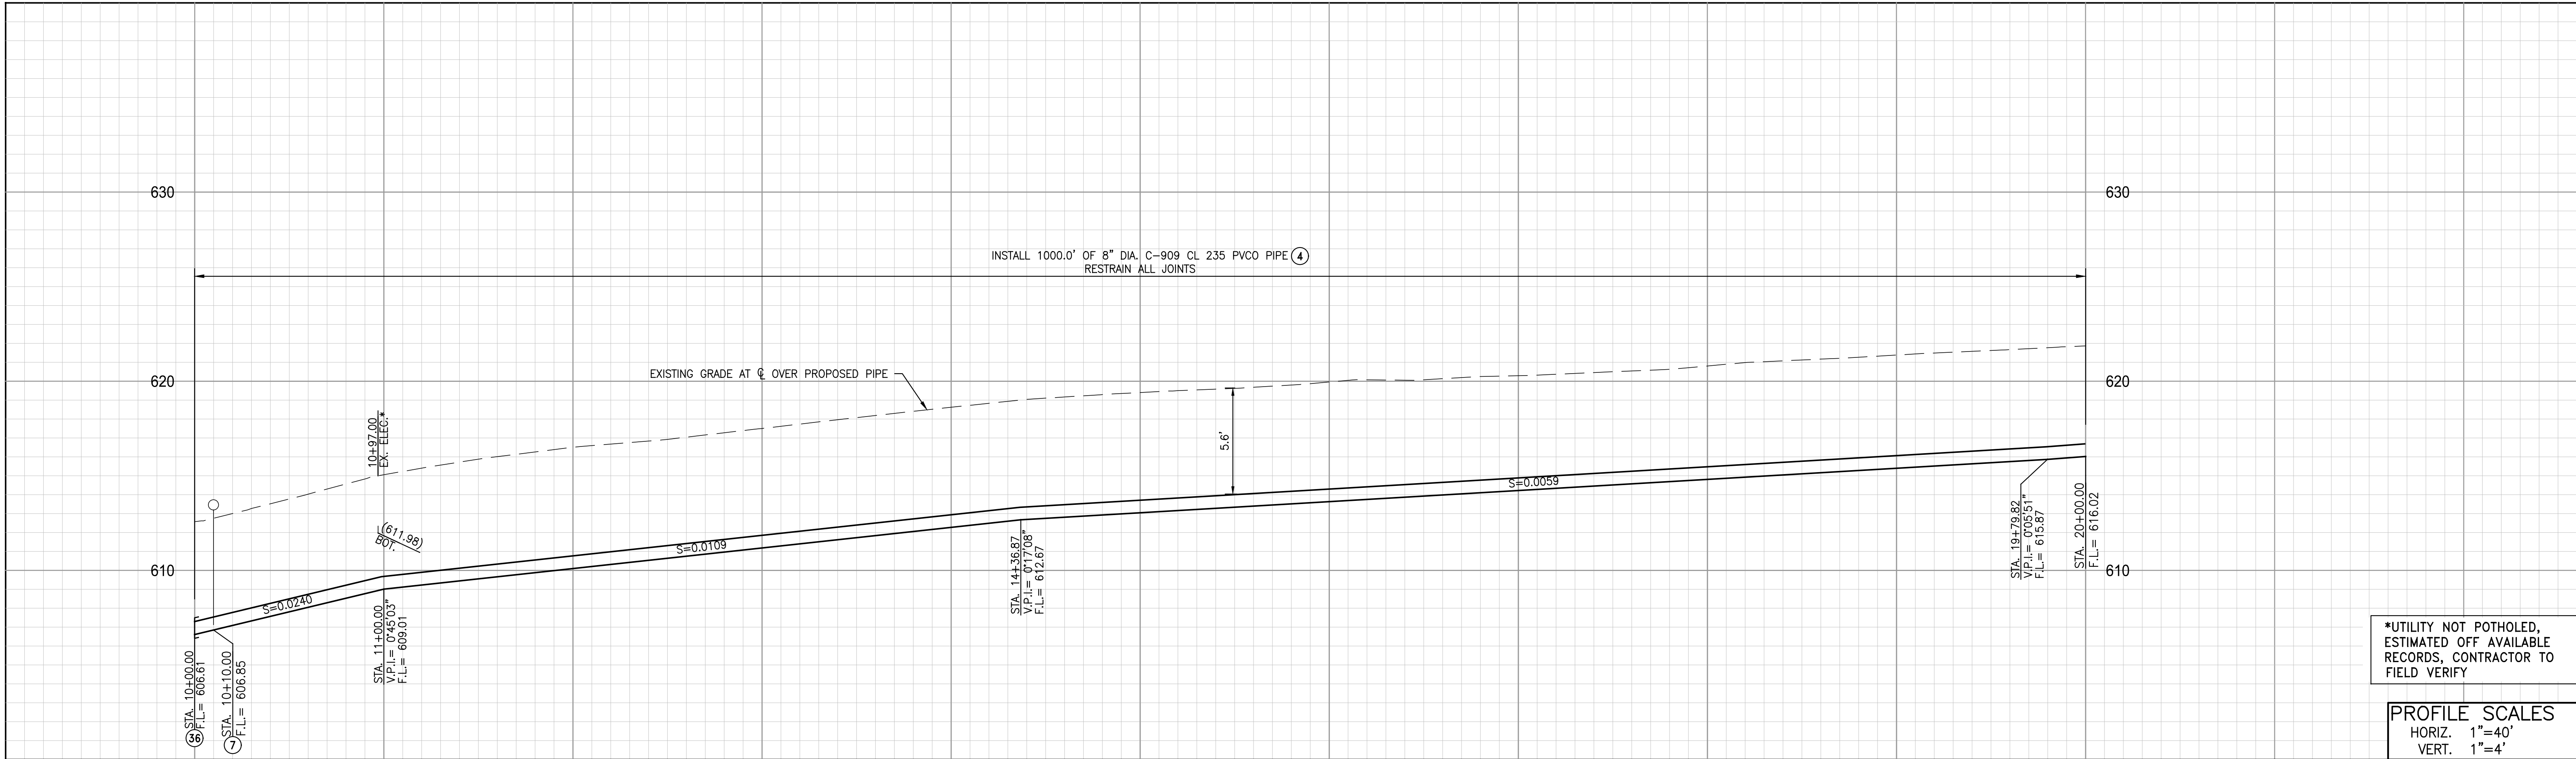 630
630
INSTALL 1000.0' OF 8" DIA. C-909 CL 235 PVCO PIPE 4
RESTRAIN ALL JOINTS
620
EXISTING GRADE AT ℄ OVER PROPOSED PIPE
620
10+97.00
EX. ELEC.*
5.6'
(611.98)
BOT.
610
610
S=0.0240
S=0.0109
S=0.0059
STA. 10+00.00
F.L.= 606.61
36
STA. 10+10.00
F.L.= 606.85
7
STA. 11+00.00
V.P.I.= 0°45'03"
F.L.= 609.01
STA. 14+36.87
V.P.I.= 0°17'08"
F.L.= 612.67
STA. 19+79.82
V.P.I.= 0°05'51"
F.L.= 615.87
STA. 20+00.00
F.L.= 616.02
*UTILITY NOT POTHOLED,
ESTIMATED OFF AVAILABLE
RECORDS, CONTRACTOR TO
FIELD VERIFY
PROFILE SCALES
HORIZ. 1"=40'
VERT. 1"=4'